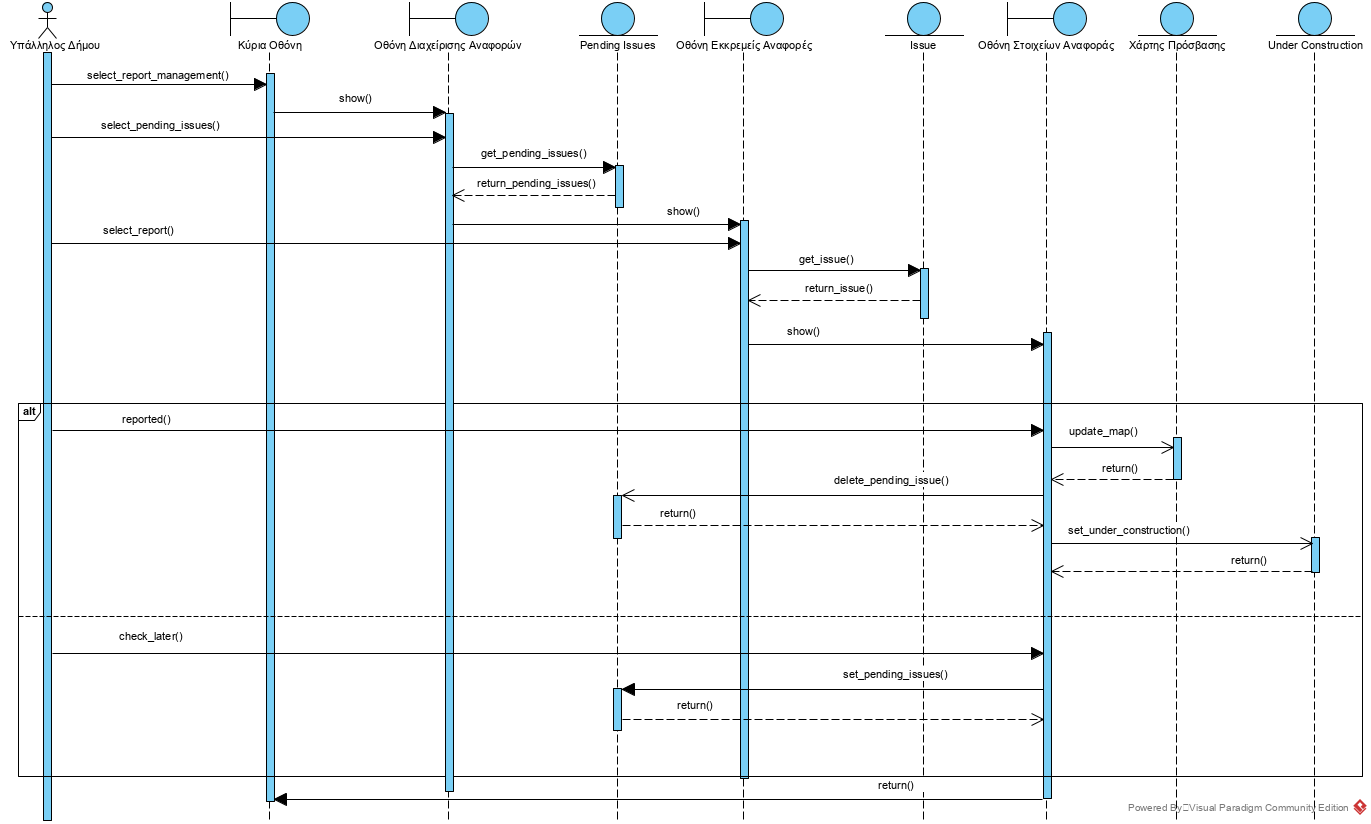 Υπάλληλος Δήμου
Κύρια Οθόνη
Οθόνη Διαχείρισης Αναφορών
Pending Issues
Οθόνη Εκκρεμείς Αναφορές
Issue
Οθόνη Στοιχείων Αναφοράς
Χάρτης Πρόσβασης
Under Construction
select_report_management()
show()
select_pending_issues()
get_pending_issues()
return_pending_issues()
show()
select_report()
get_issue()
return_issue()
show()
alt
reported()
update_map()
return()
delete_pending_issue()
return()
set_under_construction()
return()
check_later()
set_pending_issues()
return()
return()
Powered By Visual Paradigm Community Edition